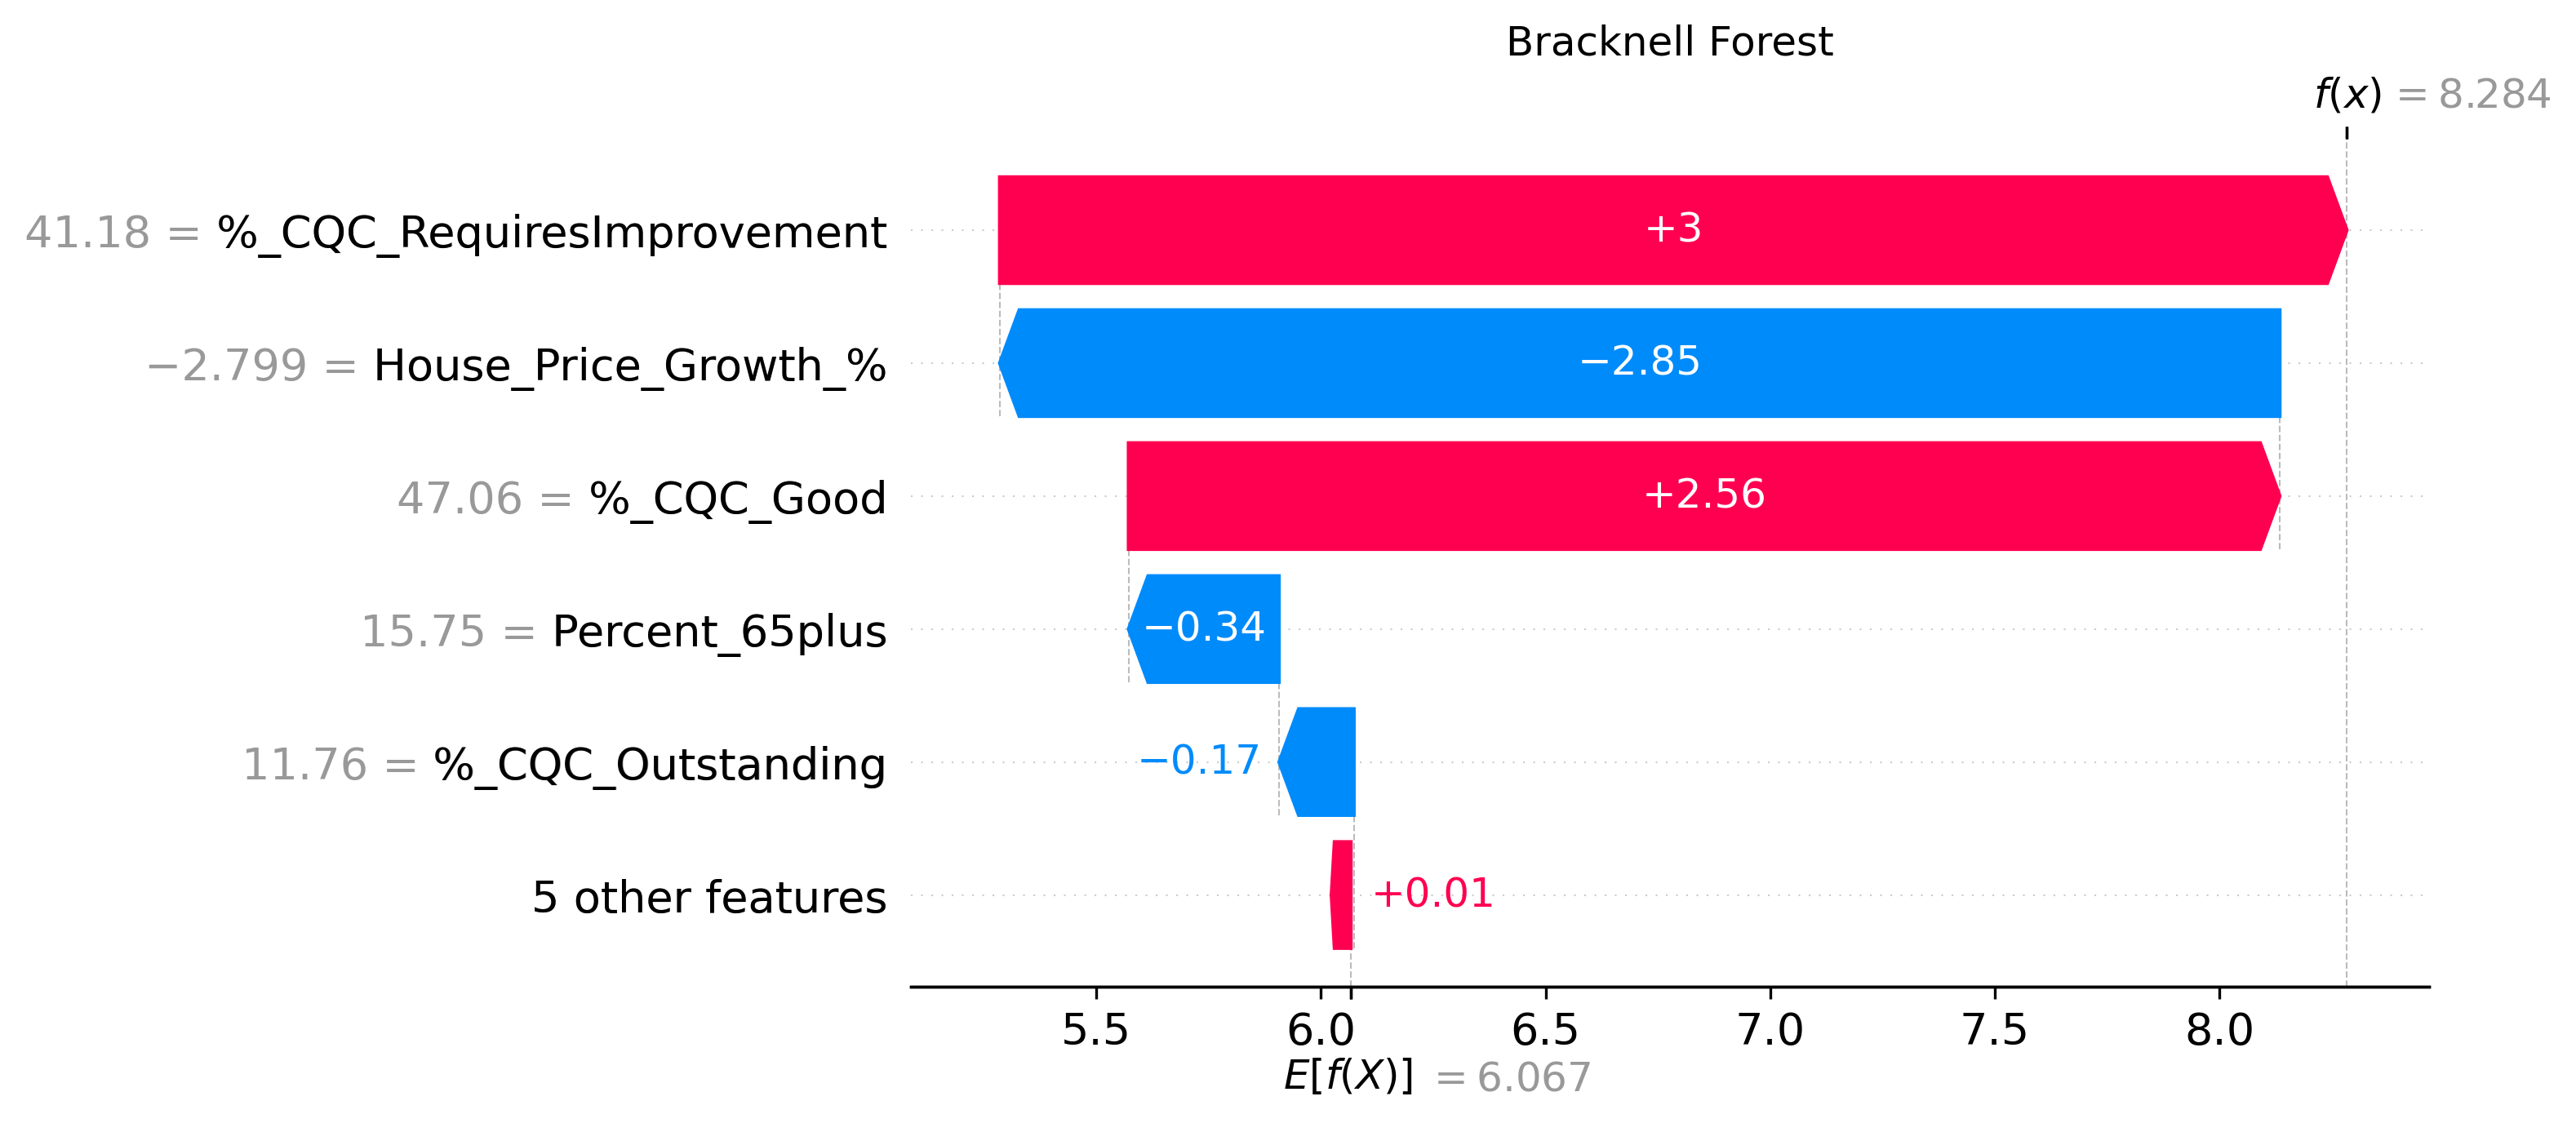 Bracknell Forest
f(x) = 8.284
41.18 = %_CQC_RequiresImprovement
+3
−2.799 = House_Price_Growth_%
−2.85
47.06 = %_CQC_Good
+2.56
15.75 = Percent_65plus
−0.34
11.76 = %_CQC_Outstanding
−0.17
5 other features
+0.01
5.5 6.0 6.5 7.0 7.5 8.0
E[f(X)] = 6.067